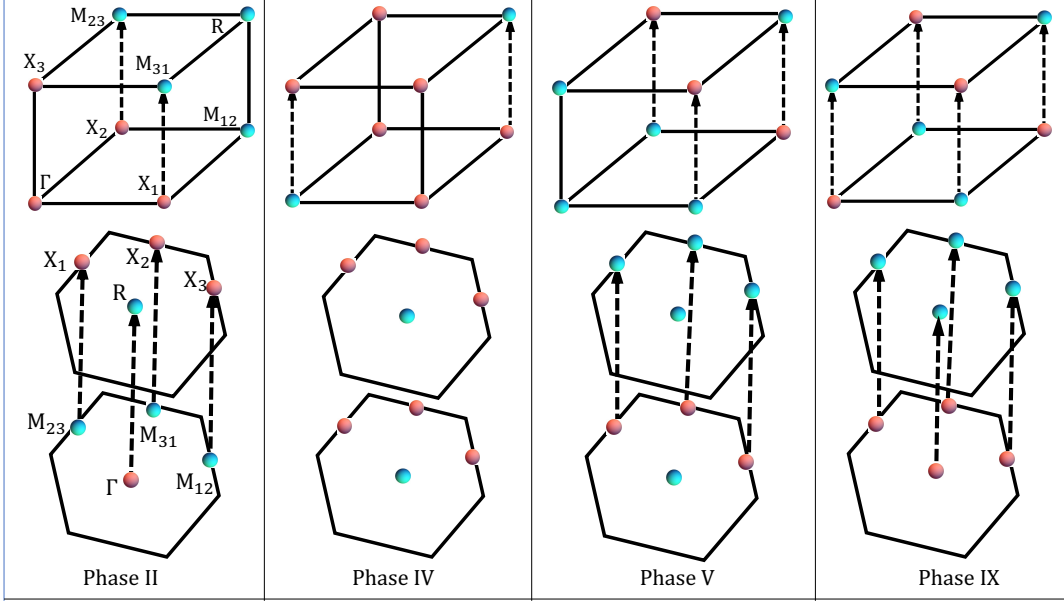 M₂₃
R
X₃
M₃₁
X₂
M₁₂
Γ
X₁
X₁
X₂
R
X₃
M₂₃
M₃₁
Γ
M₁₂
Phase II
Phase IV
Phase V
Phase IX